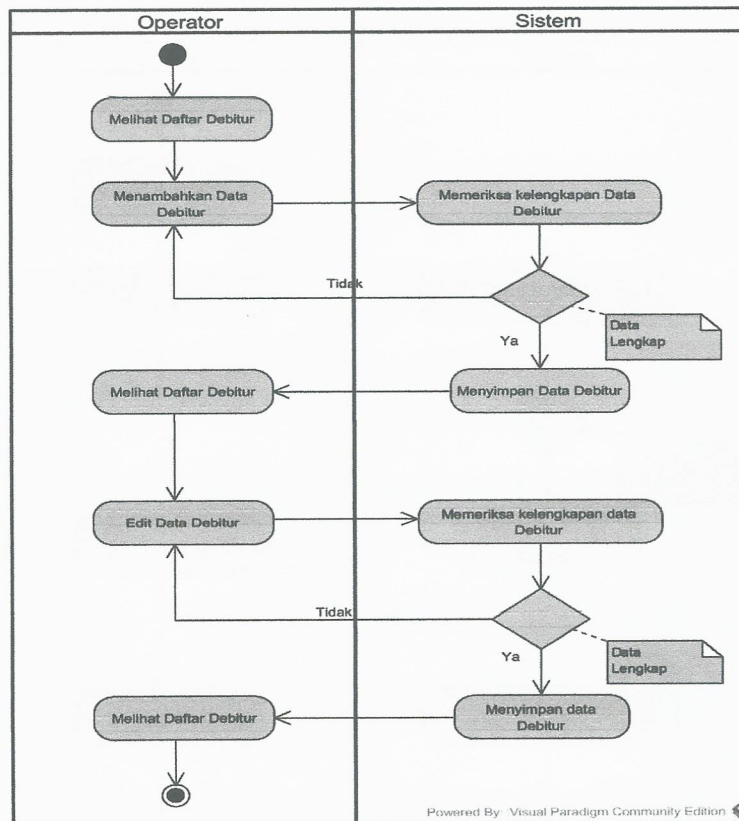 Operator
Sistem
Melihat Daftar Debitur
Menambahkan Data
Debitur
Memeriksa kelengkapan Data
Debitur
Tidak
Data
Lengkap
Ya
Melihat Daftar Debitur
Menyimpan Data Debitur
Edit Data Debitur
Memeriksa kelengkapan data
Debitur
Tidak
Data
Lengkap
Ya
Melihat Daftar Debitur
Menyimpan data
Debitur
Powered By: Visual Paradigm Community Edition